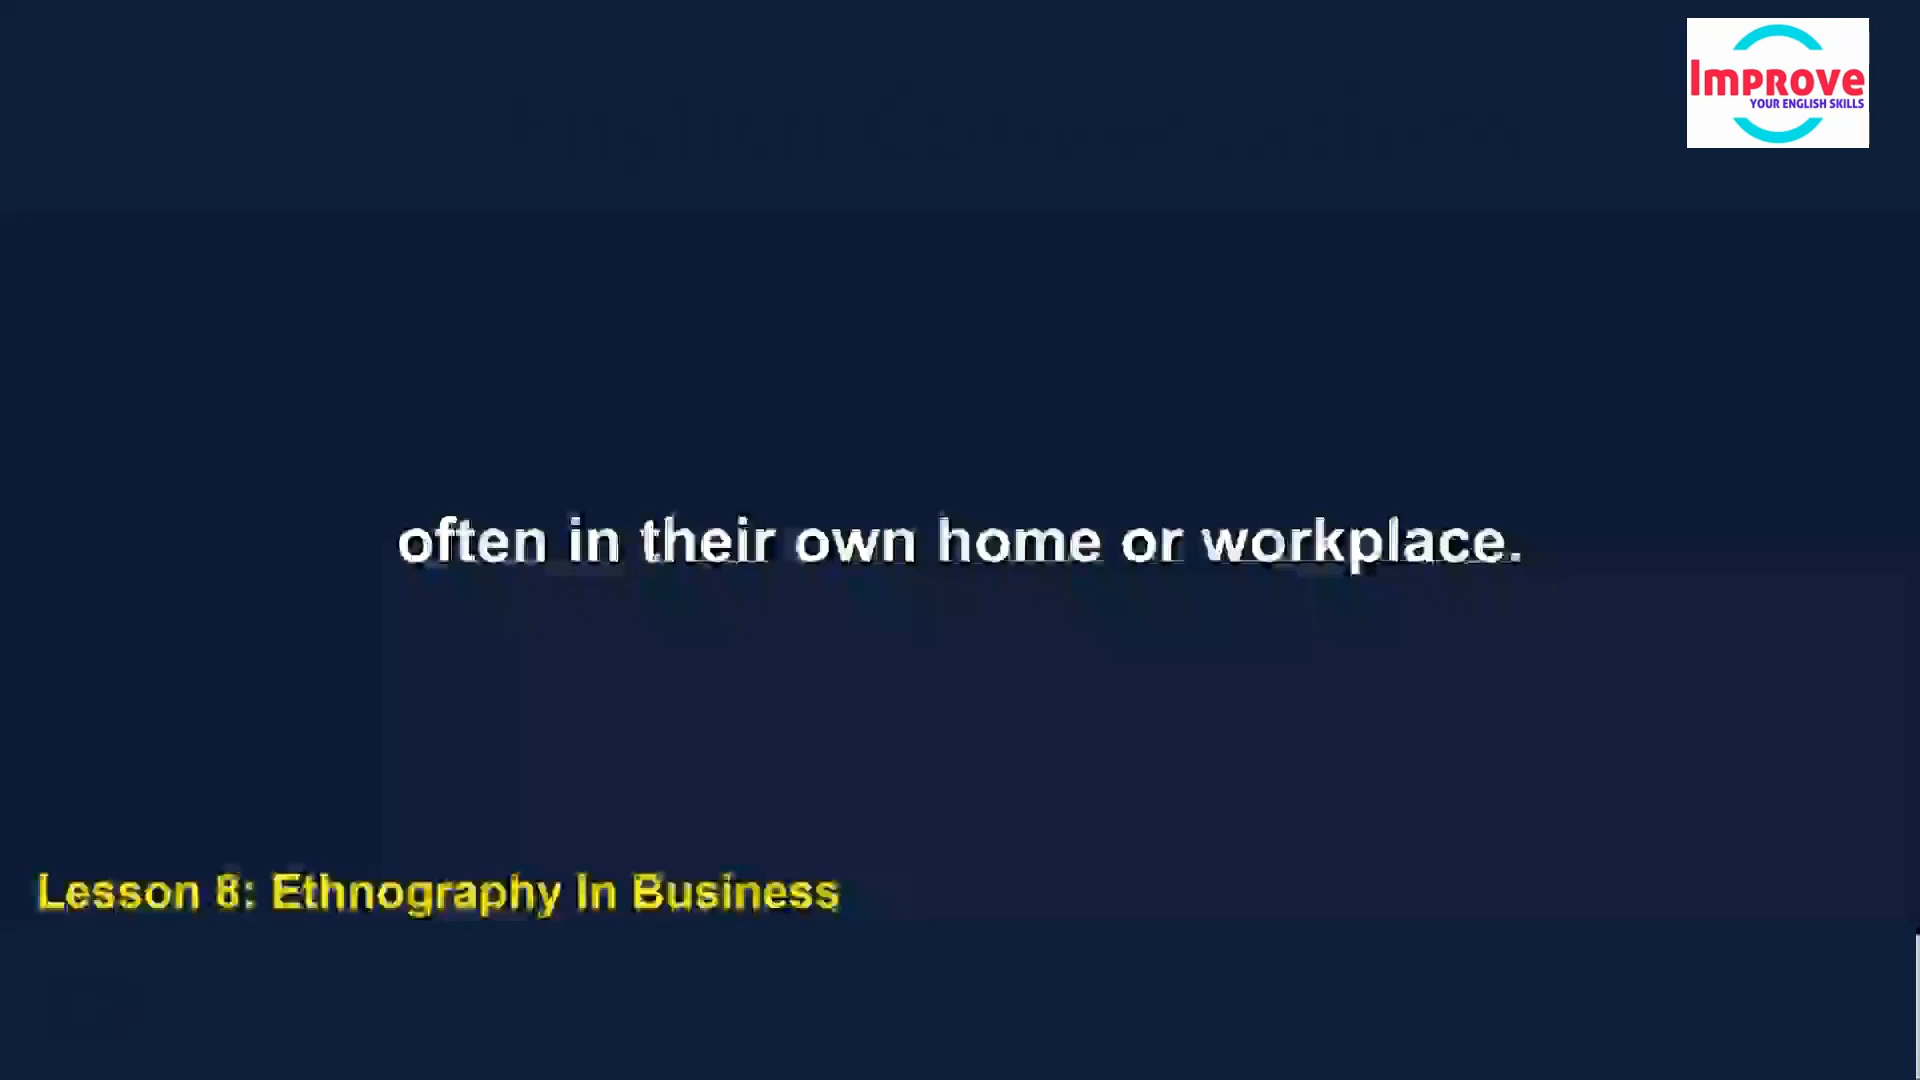 Improve
YOUR ENGLISH SKILLS
often in their own home or workplace.
Lesson 8: Ethnography In Business